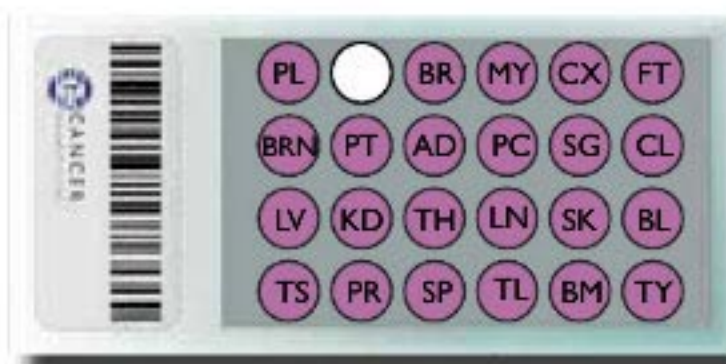 CANCER
PL BR MY CX FT
BRN PT AD PC SG CL
LV KD TH LN SK BL
TS PR SP TL BM TY